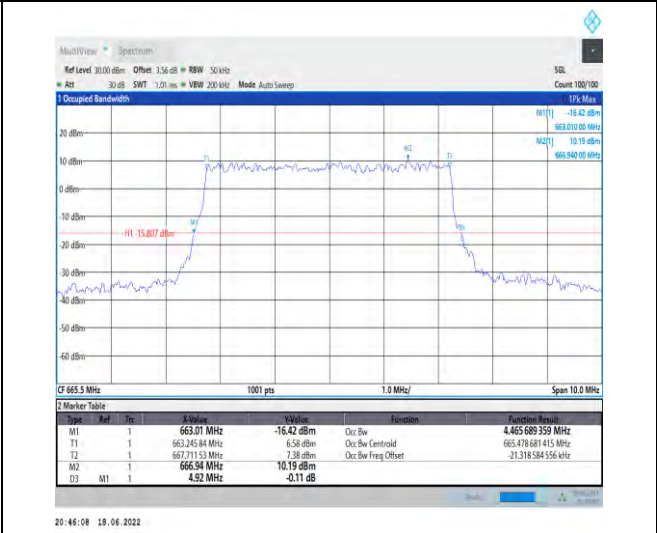 MultiView Spectrum
Ref Level 30.00 dBm Offset 3.56 dB RBW 50 kHz SGL
Att 30 dB SWT 1.01 ms VBW 200 kHz Mode Auto Sweep Count 100/100
1 Occupied Bandwidth 1Pk Max
M1[1] -16.42 dBm
663.010 00 MHz
M2[1] 10.19 dBm
666.940 00 MHz
20 dBm
M2
T1 T2
10 dBm
0 dBm
-10 dBm
M1
H1 -15.807 dBm
-20 dBm
-30 dBm
-40 dBm
-50 dBm
-60 dBm
CF 665.5 MHz 1001 pts 1.0 MHz/ Span 10.0 MHz
2 Marker Table
Type Ref Trc X-Value Y-Value Function Function Result
M1 1 663.01 MHz -16.42 dBm Occ Bw 4.465 689 359 MHz
T1 1 663.245 84 MHz 6.58 dBm Occ Bw Centroid 665.478 681 415 MHz
T2 1 667.711 53 MHz 7.38 dBm Occ Bw Freq Offset -21.318 584 556 kHz
M2 1 666.94 MHz 10.19 dBm
D3 M1 1 4.92 MHz -0.11 dB
20:46:08 18.06.2022